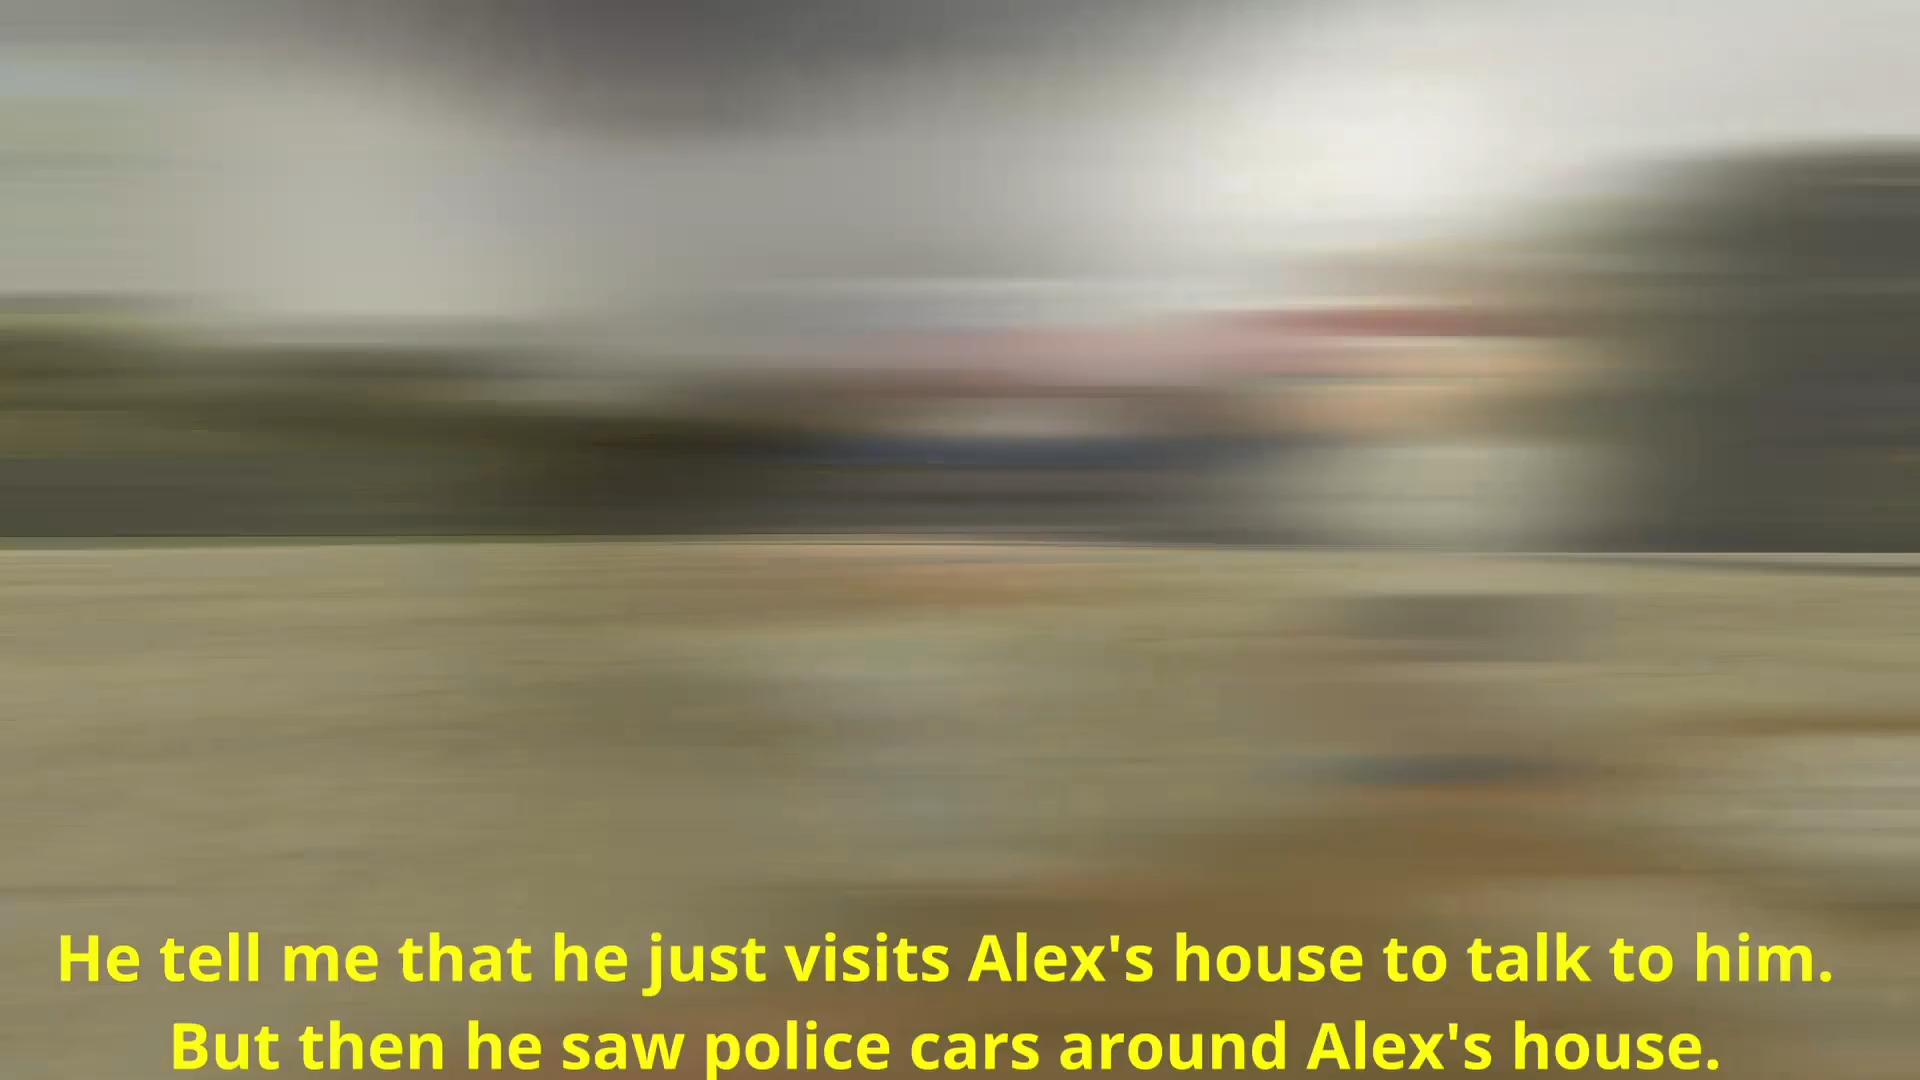 He tell me that he just visits Alex's house to talk to him.
But then he saw police cars around Alex's house.